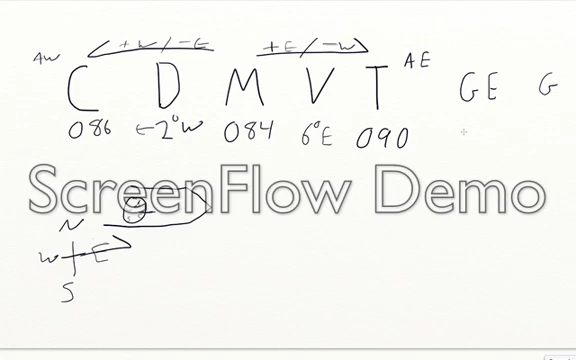 +W/-E +E/-W
AW C D M V T AE GE G
086 ←2°W 084 6°E 090
ScreenFlow Demo
N
W E
S